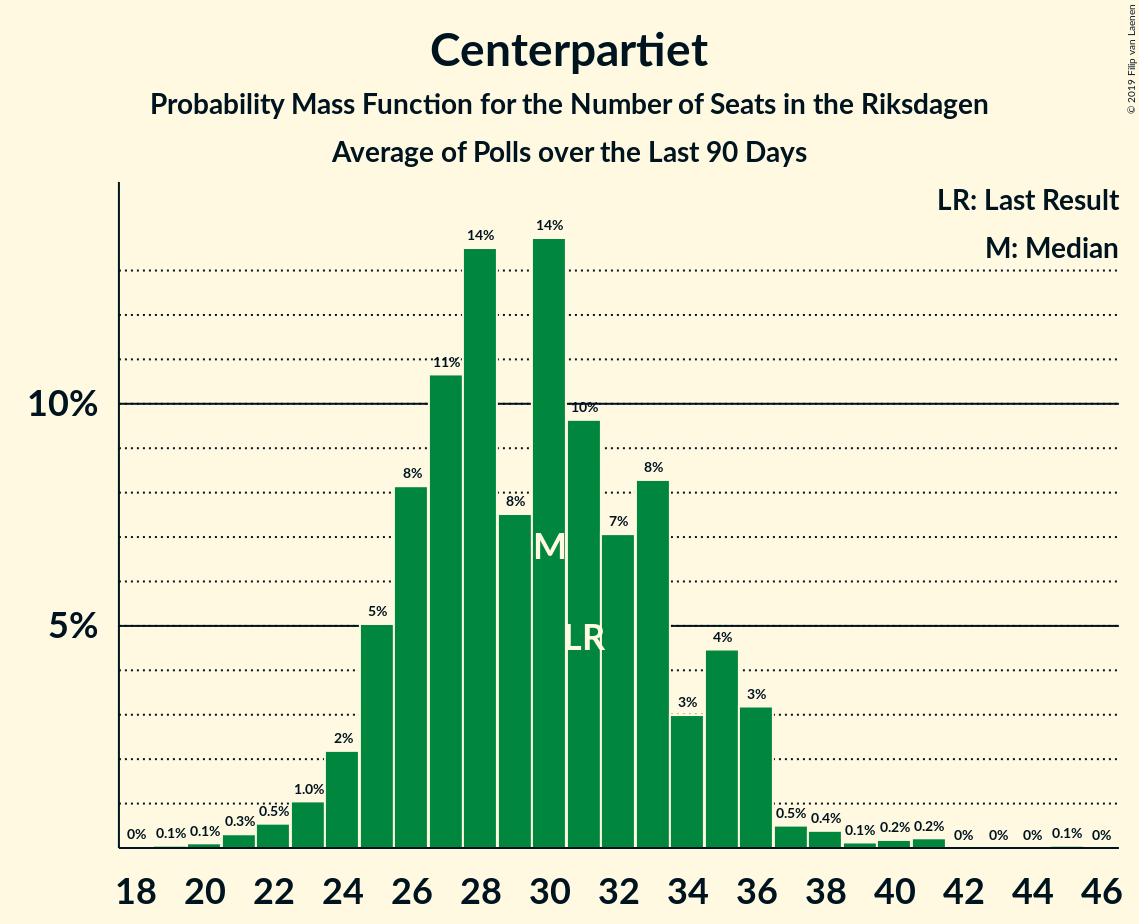 Centerpartiet
Probability Mass Function for the Number of Seats in the Riksdagen
Average of Polls over the Last 90 Days
© 2019 Filip van Laenen
LR: Last Result
M: Median
10%
5%
0% 0.1% 0.1% 0.3% 0.5% 1.0% 2% 5% 8% 11% 14% 8% 14% 10% 7% 8% 3% 4% 3% 0.5% 0.4% 0.1% 0.2% 0.2% 0% 0% 0% 0.1% 0%
M
LR
18 20 22 24 26 28 30 32 34 36 38 40 42 44 46